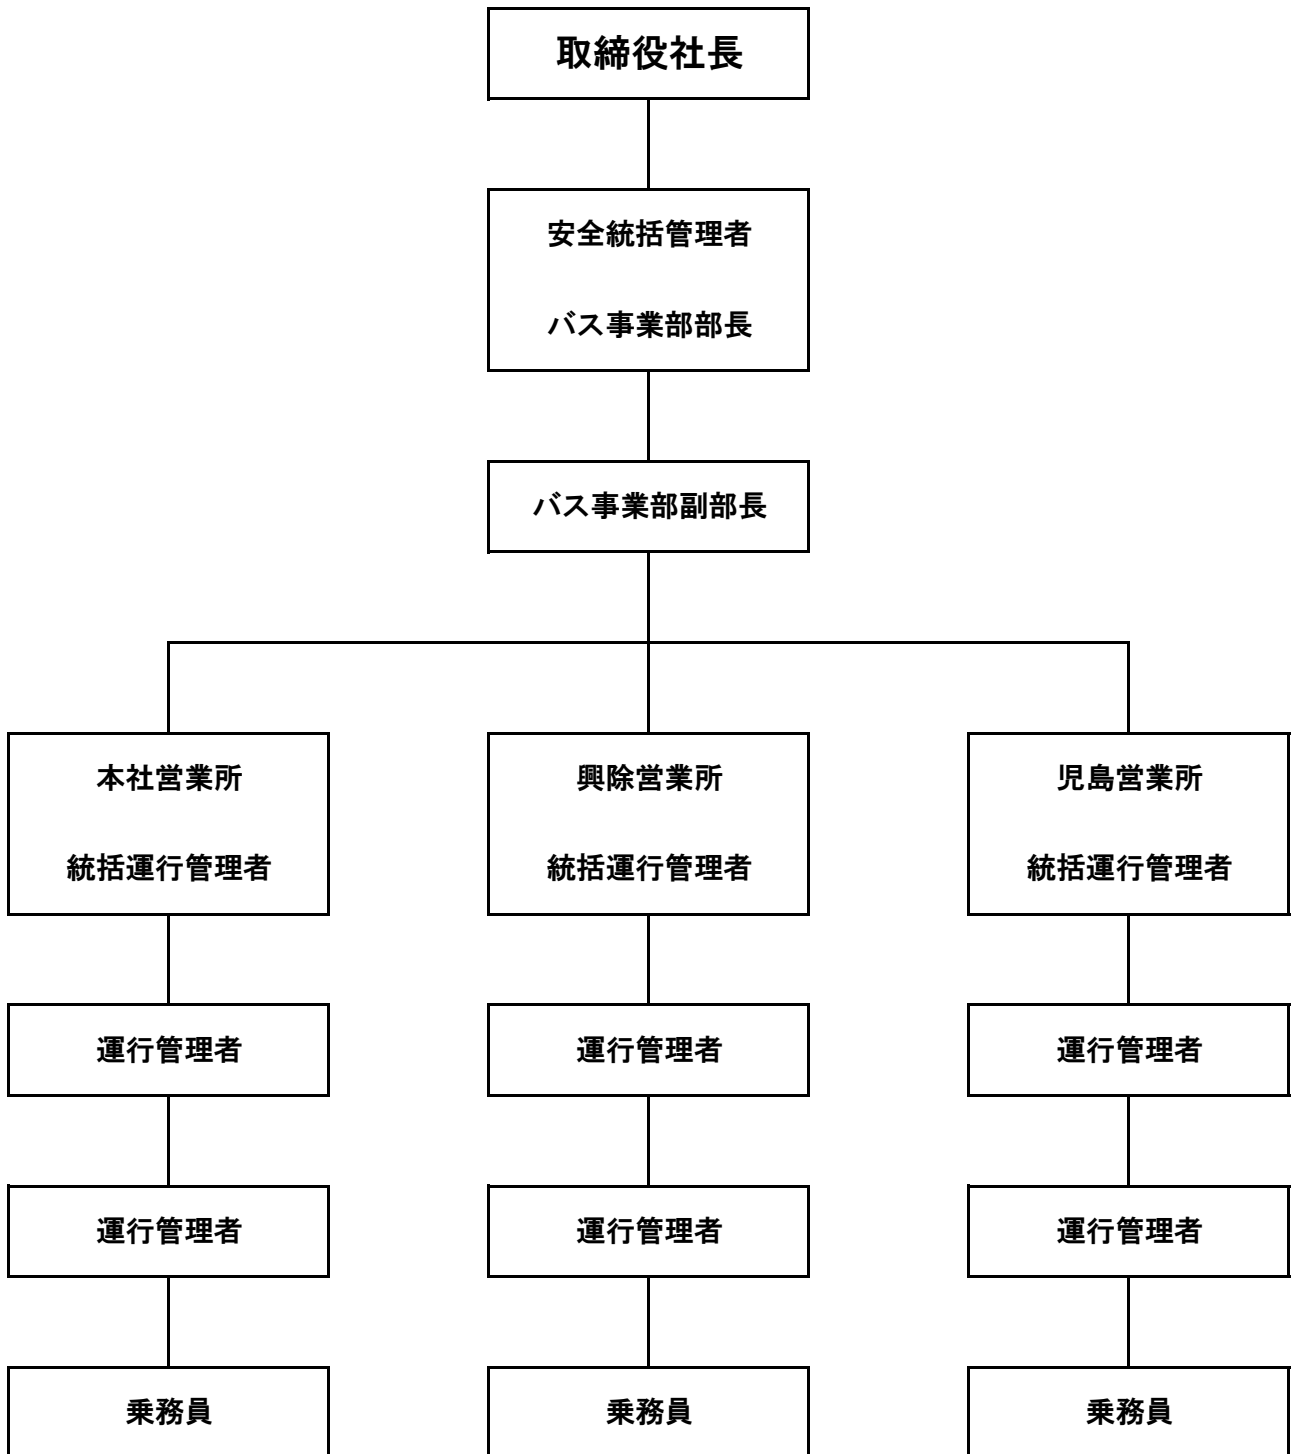 取締役社長
安全統括管理者
バス事業部部長
バス事業部副部長
本社営業所
統括運行管理者
興除営業所
統括運行管理者
児島営業所
統括運行管理者
運行管理者
運行管理者
運行管理者
運行管理者
運行管理者
運行管理者
乗務員
乗務員
乗務員